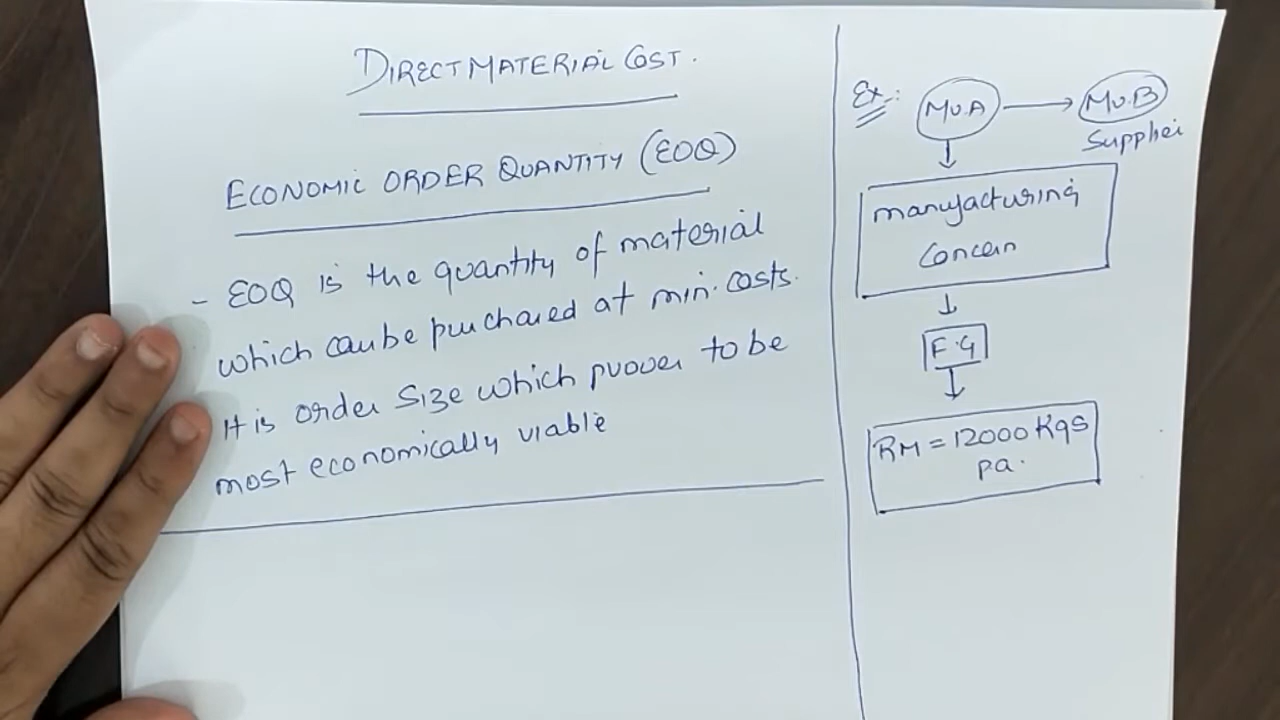 DIRECT MATERIAL COST.
ECONOMIC ORDER QUANTITY (EOQ)
- EOQ is the quantity of material
which can be purchased at min. costs.
It is order size which proves to be
most economically viable
Ex:
Mr.A → Mr.B
Supplier
manufacturing
Concern
F.G
RM = 12000 Kgs
pa.